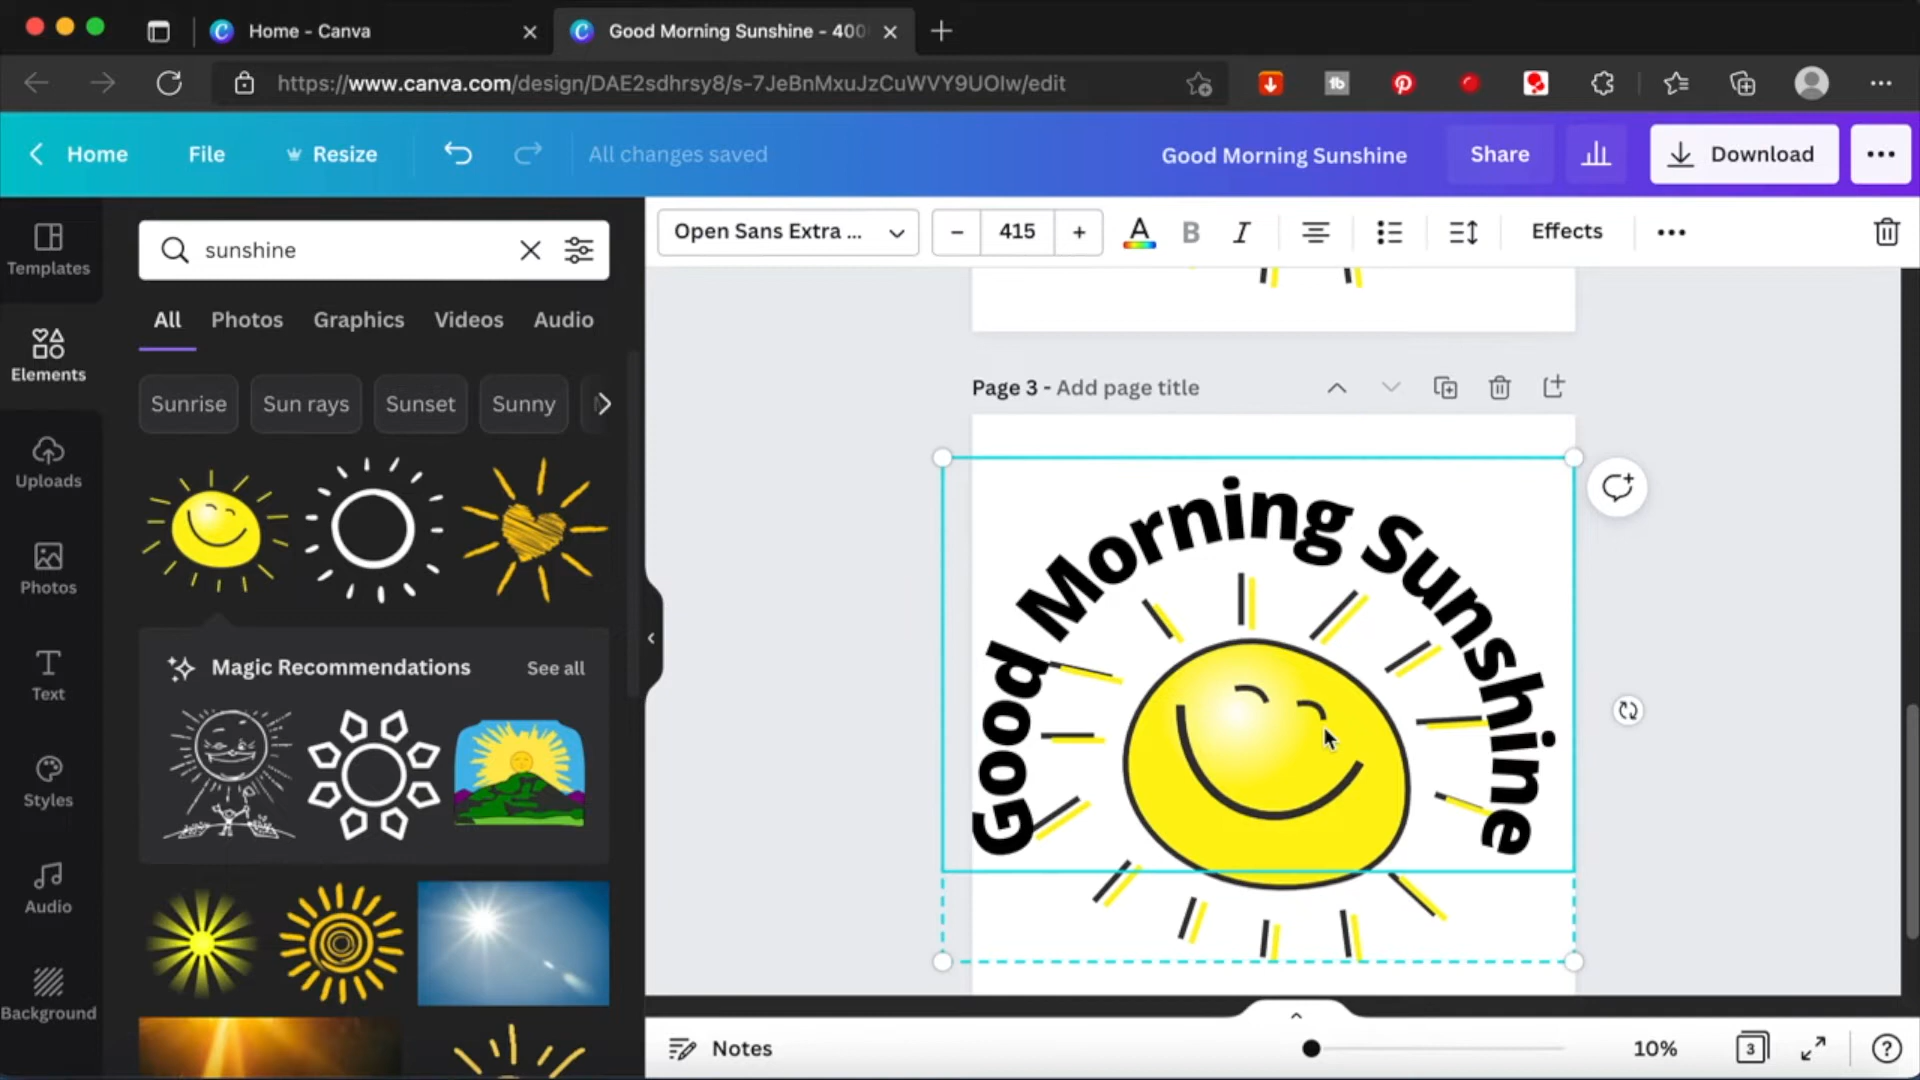 Home - Canva
Good Morning Sunshine - 400
https://www.canva.com/design/DAE2sdhrsy8/s-7JeBnMxuJzCuWVY9UOIw/edit
Home
File
Resize
All changes saved
Good Morning Sunshine
Share
Download
Templates
Elements
Uploads
Photos
Text
Styles
Audio
Background
sunshine
All
Photos
Graphics
Videos
Audio
Sunrise
Sun rays
Sunset
Sunny
Magic Recommendations
See all
Open Sans Extra ...
415
A
B
I
Effects
Page 3 - Add page title
Good Morning Sunshine
Notes
10%
3
?